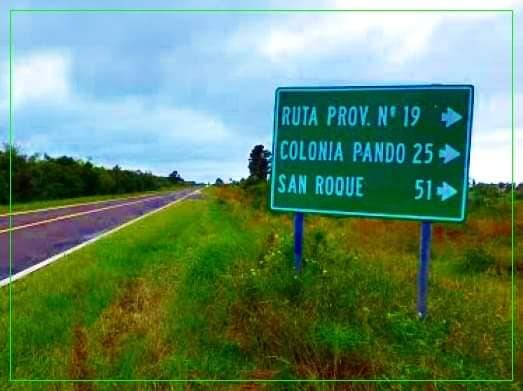 RUTA PROV. Nº 19
COLONIA PANDO 25
SAN ROQUE 51